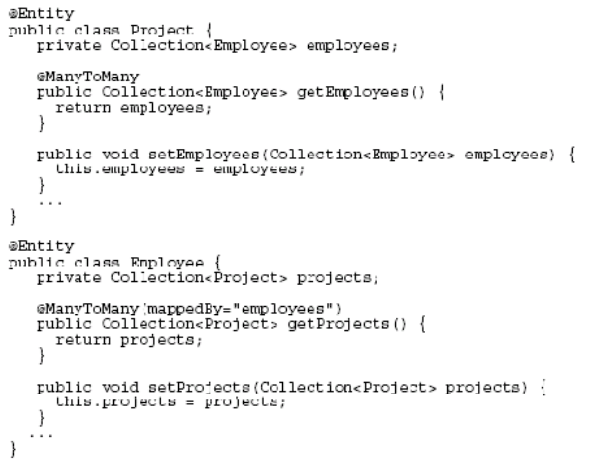 @Entity
public class Project {
private Collection<Employee> employees;
@ManyToMany
public Collection<Employee> getEmployees() {
return employees;
}
public void setEmployees(Collection<Employee> employees) {
this.employees = employees;
}
...
}
@Entity
public class Employee {
private Collection<Project> projects;
@ManyToMany(mappedBy="employees")
public Collection<Project> getProjects() {
return projects;
}
public void setProjects(Collection<Project> projects) {
this.projects = projects;
}
...
}